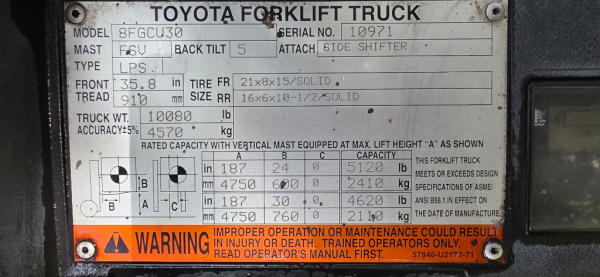 TOYOTA FORKLIFT TRUCK
MODEL 8FGCU30 SERIAL NO. 10971
MAST FSV BACK TILT 5 ATTACH SIDE SHIFTER
TYPE LPS
FRONT TREAD 35.8 in TIRE SIZE FR 21x8x15/SOLID
910 mm RR 16x6x10-1/2/SOLID
TRUCK WT. 10080 lb
ACCURACY±5% 4570 kg
RATED CAPACITY WITH VERTICAL MAST EQUIPPED AT MAX. LIFT HEIGHT "A" AS SHOWN
A B C CAPACITY
in 187 24 0 5120 lb
mm 4750 600 0 2410 kg
in 187 30 0 4620 lb
mm 4750 760 0 2110 kg
B
B A C
THIS FORKLIFT TRUCK
MEETS OR EXCEEDS DESIGN
SPECIFICATIONS OF ASME/
ANSI B56.1 IN EFFECT ON
THE DATE OF MANUFACTURE.
WARNING
IMPROPER OPERATION OR MAINTENANCE COULD RESULT
IN INJURY OR DEATH. TRAINED OPERATORS ONLY.
READ OPERATOR'S MANUAL FIRST. 57846-U2172-71